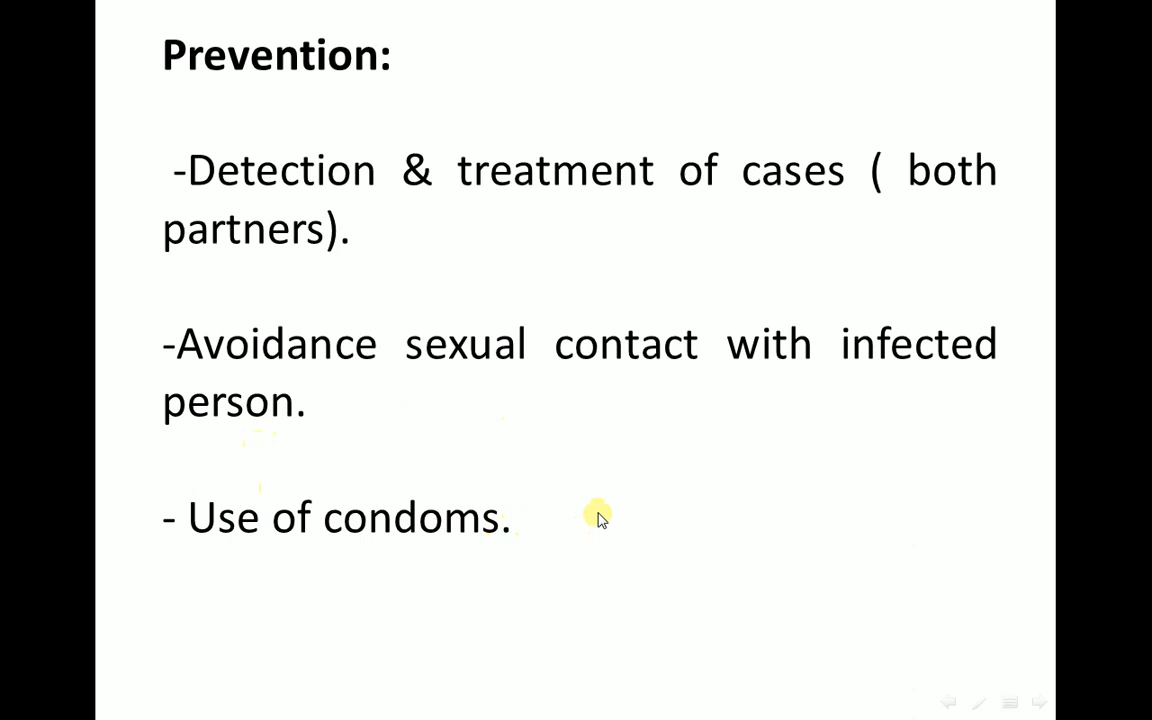 Prevention:
-Detection & treatment of cases ( both
partners).
-Avoidance sexual contact with infected
person.
- Use of condoms.